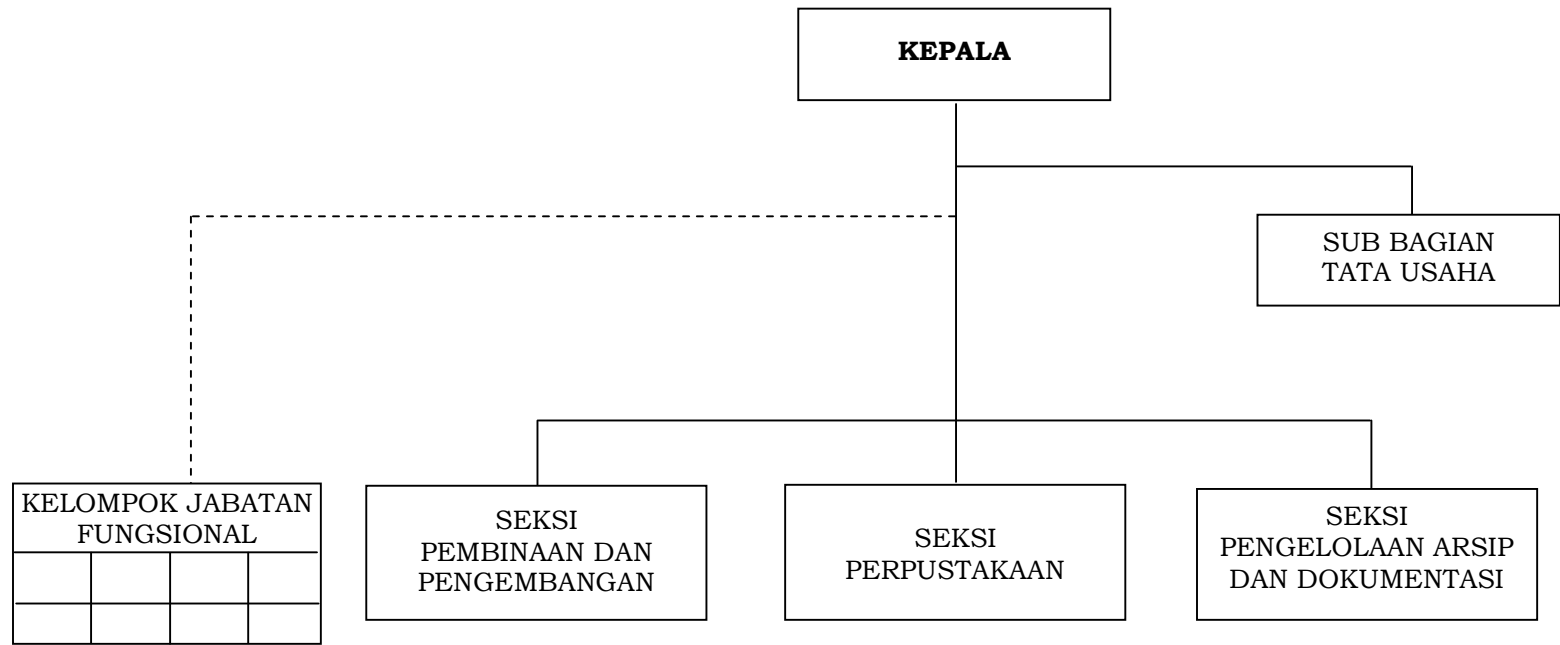 KEPALA
SUB BAGIAN
TATA USAHA
KELOMPOK JABATAN
FUNGSIONAL
SEKSI
PEMBINAAN DAN
PENGEMBANGAN
SEKSI
PERPUSTAKAAN
SEKSI
PENGELOLAAN ARSIP
DAN DOKUMENTASI